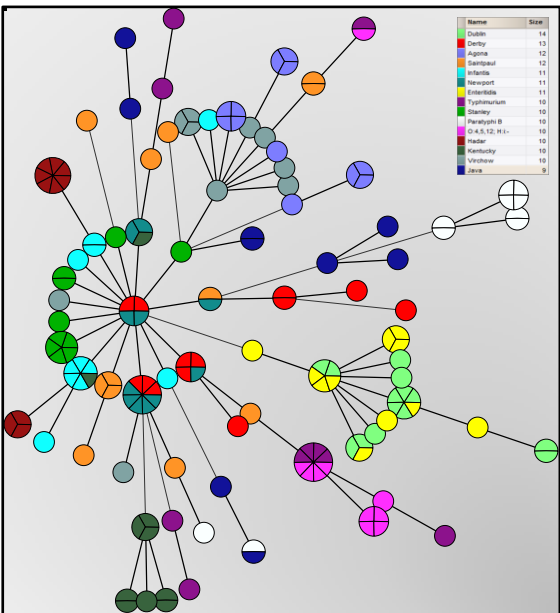 Name Size
Dublin 14
Derby 13
Agona 12
Saintpaul 12
Infantis 11
Newport 11
Enteritidis 11
Typhimurium 10
Stanley 10
Paratyphi B 10
O:4,5,12; H:i:- 10
Hadar 10
Kentucky 10
Virchow 10
Java 9